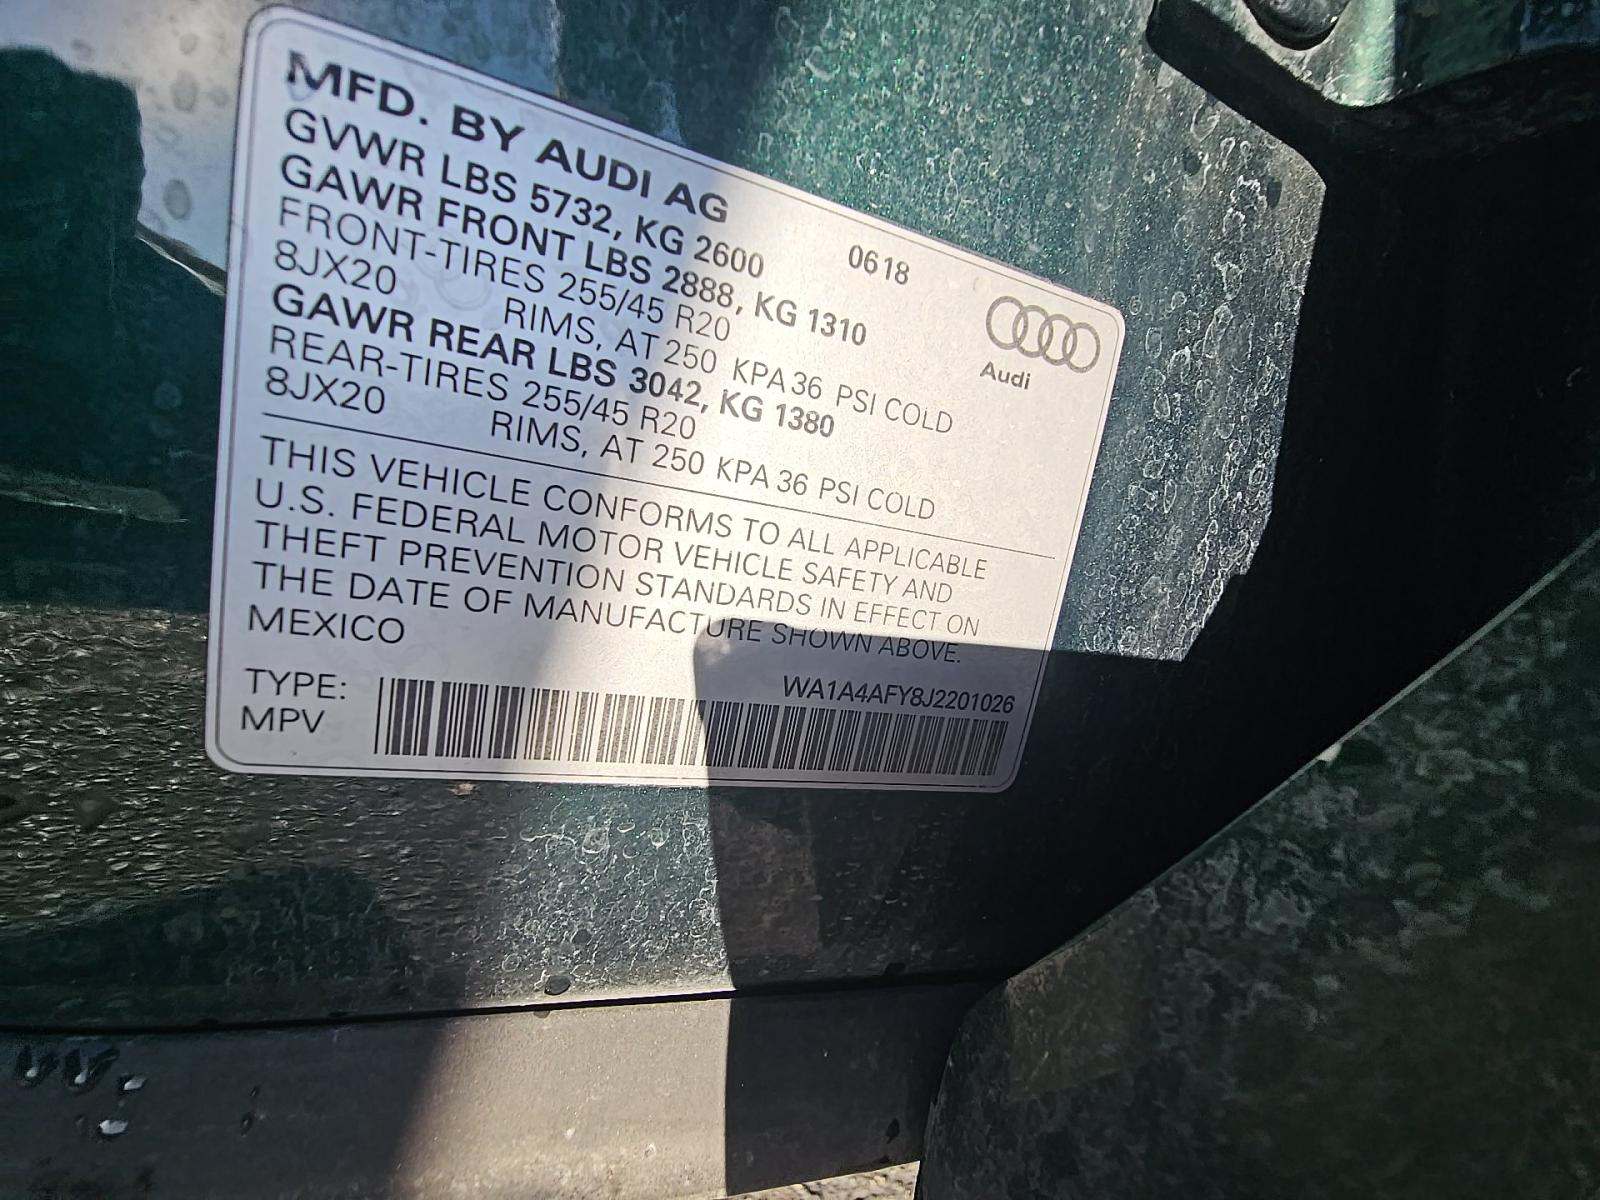 MFD. BY AUDI AG
GVWR LBS 5732, KG 2600 0618
GAWR FRONT LBS 2888, KG 1310
FRONT-TIRES 255/45 R20
8JX20 RIMS, AT 250 KPA 36 PSI COLD
GAWR REAR LBS 3042, KG 1380
REAR-TIRES 255/45 R20
8JX20 RIMS, AT 250 KPA 36 PSI COLD
Audi
THIS VEHICLE CONFORMS TO ALL APPLICABLE
U.S. FEDERAL MOTOR VEHICLE SAFETY AND
THEFT PREVENTION STANDARDS IN EFFECT ON
THE DATE OF MANUFACTURE SHOWN ABOVE.
MEXICO
WA1A4AFY8J2201026
TYPE:
MPV